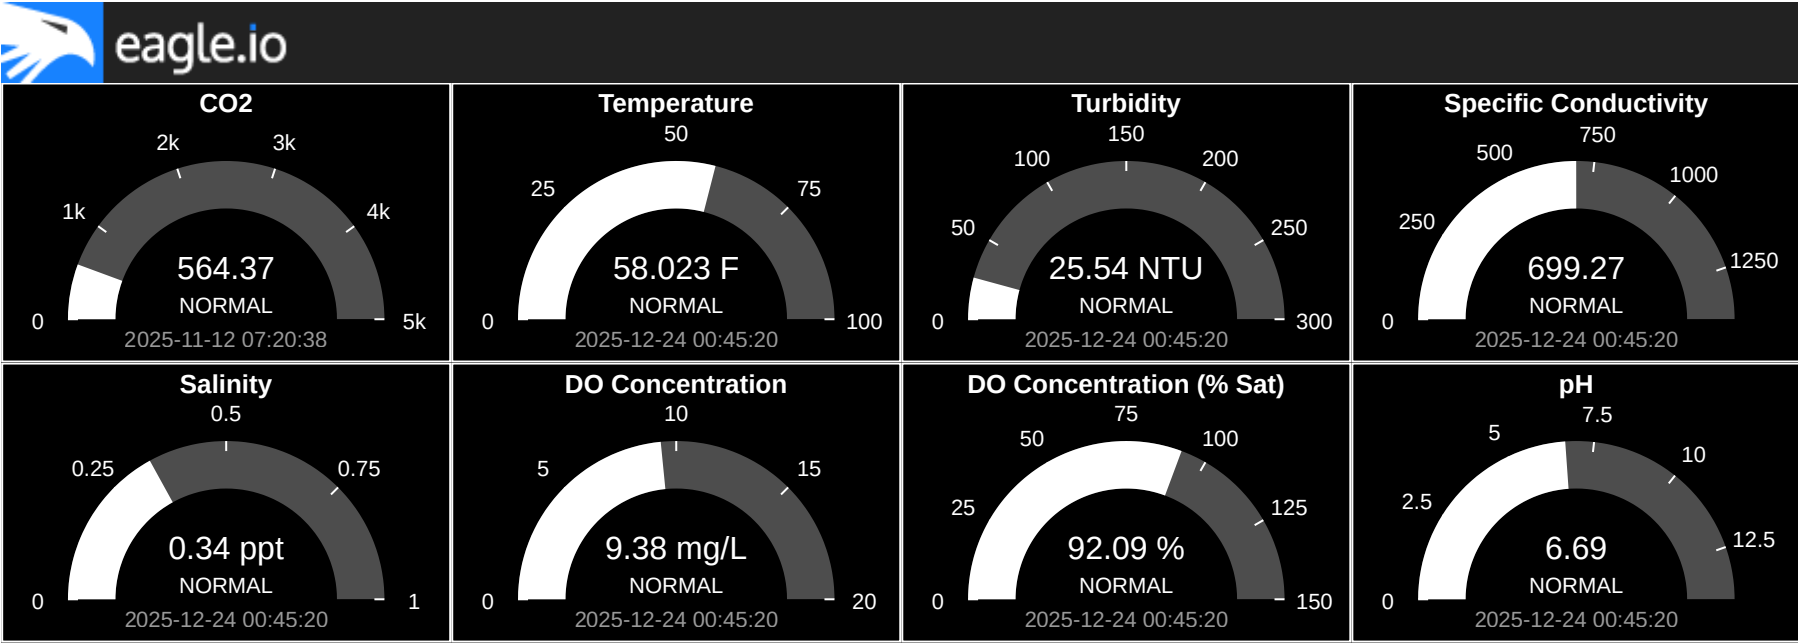 eagle.io
CO2
2k 3k
1k 4k
564.37
NORMAL
0 5k
2025-11-12 07:20:38
Temperature
50
25 75
58.023 F
NORMAL
0 100
2025-12-24 00:45:20
Turbidity
150
100 200
50 250
25.54 NTU
NORMAL
0 300
2025-12-24 00:45:20
Specific Conductivity
750
500
1000
250
1250
699.27
NORMAL
0
2025-12-24 00:45:20
Salinity
0.5
0.25 0.75
0.34 ppt
NORMAL
0 1
2025-12-24 00:45:20
DO Concentration
10
5 15
9.38 mg/L
NORMAL
0 20
2025-12-24 00:45:20
DO Concentration (% Sat)
75
50 100
25 125
92.09 %
NORMAL
0 150
2025-12-24 00:45:20
pH
7.5
5
10
2.5
12.5
6.69
NORMAL
0
2025-12-24 00:45:20